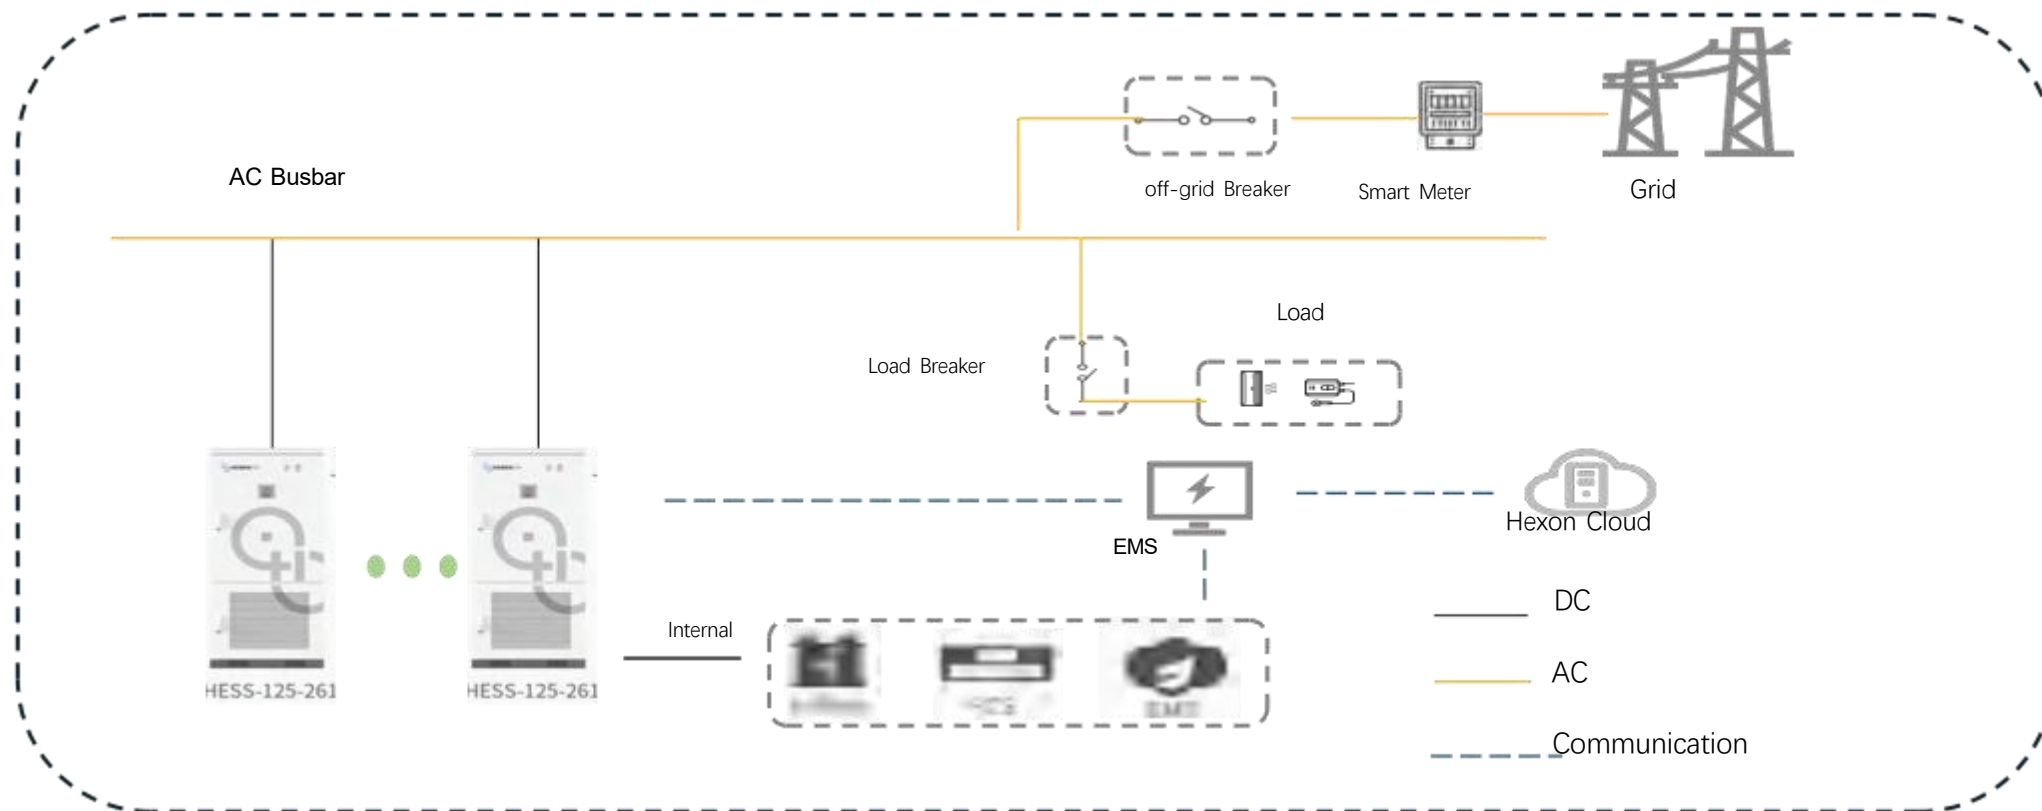 AC Busbar
off-grid Breaker
Smart Meter
Grid
Load
Load Breaker
Hexon Cloud
EMS
DC
Internal
HESS-125-261
HESS-125-261
AC
EMS
Communication